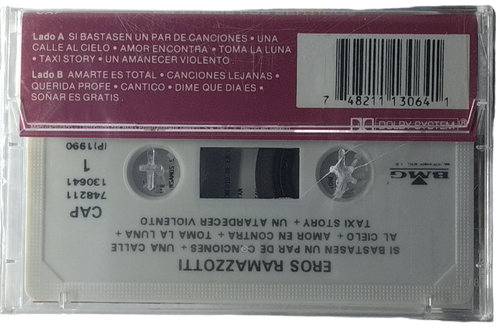 Lado A SI BASTASEN UN PAR DE CANCIONES • UNA
CALLE AL CIELO • AMOR ENCONTRA • TOMA LA LUNA
• TAXI STORY • UN AMANECER VIOLENTO.
Lado B AMARTE ES TOTAL • CANCIONES LEJANAS •
QUERIDA PROFE • CANTICO • DIME QUE DIA ES •
SOÑAR ES GRATIS.
7 48211 13064 1
DOLBY SYSTEM
EROS RAMAZZOTTI
SI BASTASEN UN PAR DE CANCIONES + UNA CALLE
AL CIELO + AMOR EN CONTRA + TOMA LA LUNA +
TAXI STORY + UN ATARDECER VIOLENTO
BMG
CAP
748211
130641
1
(P)1990